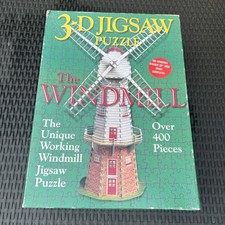 3-D JIGSAW
PUZZLE
The
WINDMILL
The
Unique
Working
Windmill
Jigsaw
Puzzle
Over
400
Pieces